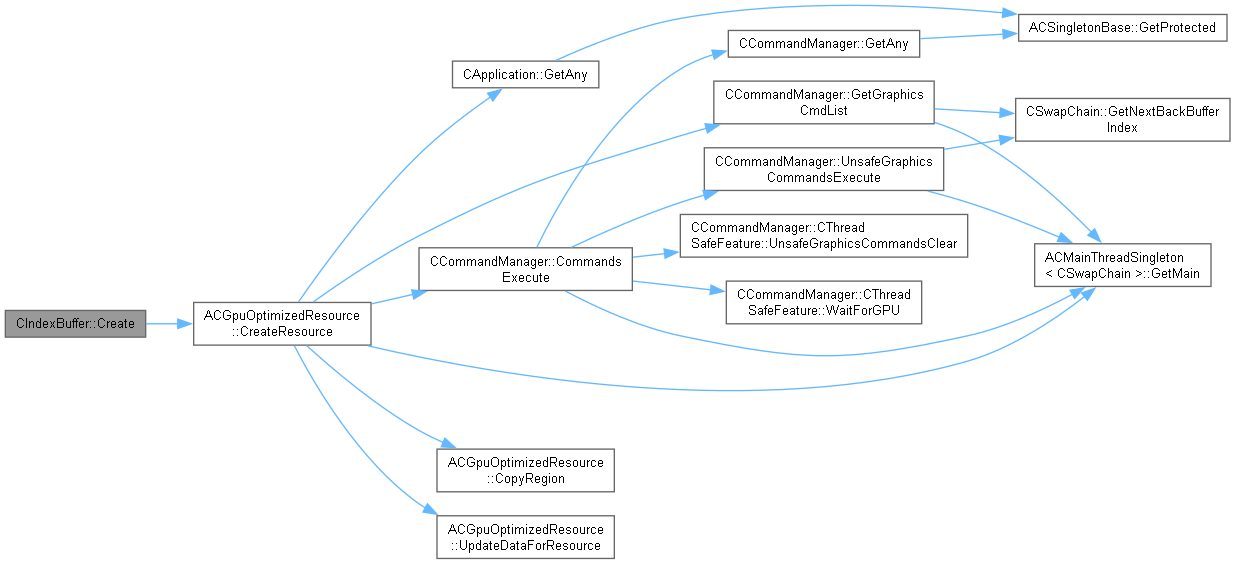 CIndexBuffer::Create
ACGpuOptimizedResource
::CreateResource
CApplication::GetAny
CCommandManager::Commands
Execute
ACGpuOptimizedResource
::CopyRegion
ACGpuOptimizedResource
::UpdateDataForResource
CCommandManager::GetAny
CCommandManager::GetGraphics
CmdList
CCommandManager::UnsafeGraphics
CommandsExecute
CCommandManager::CThread
SafeFeature::UnsafeGraphicsCommandsClear
CCommandManager::CThread
SafeFeature::WaitForGPU
ACSingletonBase::GetProtected
CSwapChain::GetNextBackBuffer
Index
ACMainThreadSingleton
< CSwapChain >::GetMain